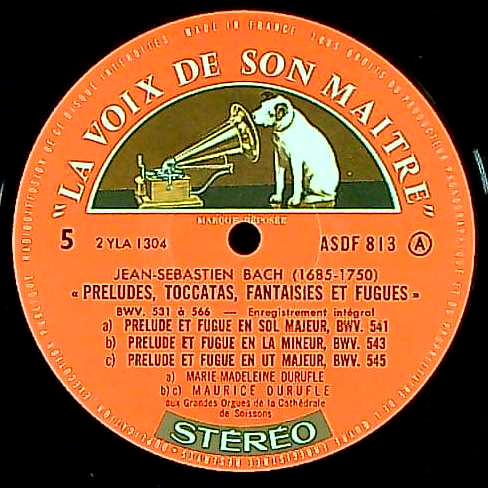 MADE IN FRANCE
"LA VOIX DE SON MAITRE"
MARQUE DÉPOSÉE
5 2 YLA 1304 ASDF 813 A
JEAN-SEBASTIEN BACH (1685-1750)
« PRELUDES, TOCCATAS, FANTAISIES ET FUGUES »
BWV. 531 à 566 — Enregistrement intégral
a) PRELUDE ET FUGUE EN SOL MAJEUR, BWV. 541
b) PRELUDE ET FUGUE EN LA MINEUR, BWV. 543
c) PRELUDE ET FUGUE EN UT MAJEUR, BWV. 545
a) MARIE-MADELEINE DURUFLE
b) c) MAURICE DURUFLE
aux Grandes Orgues de la Cathédrale
de Soissons
STÉRÉO